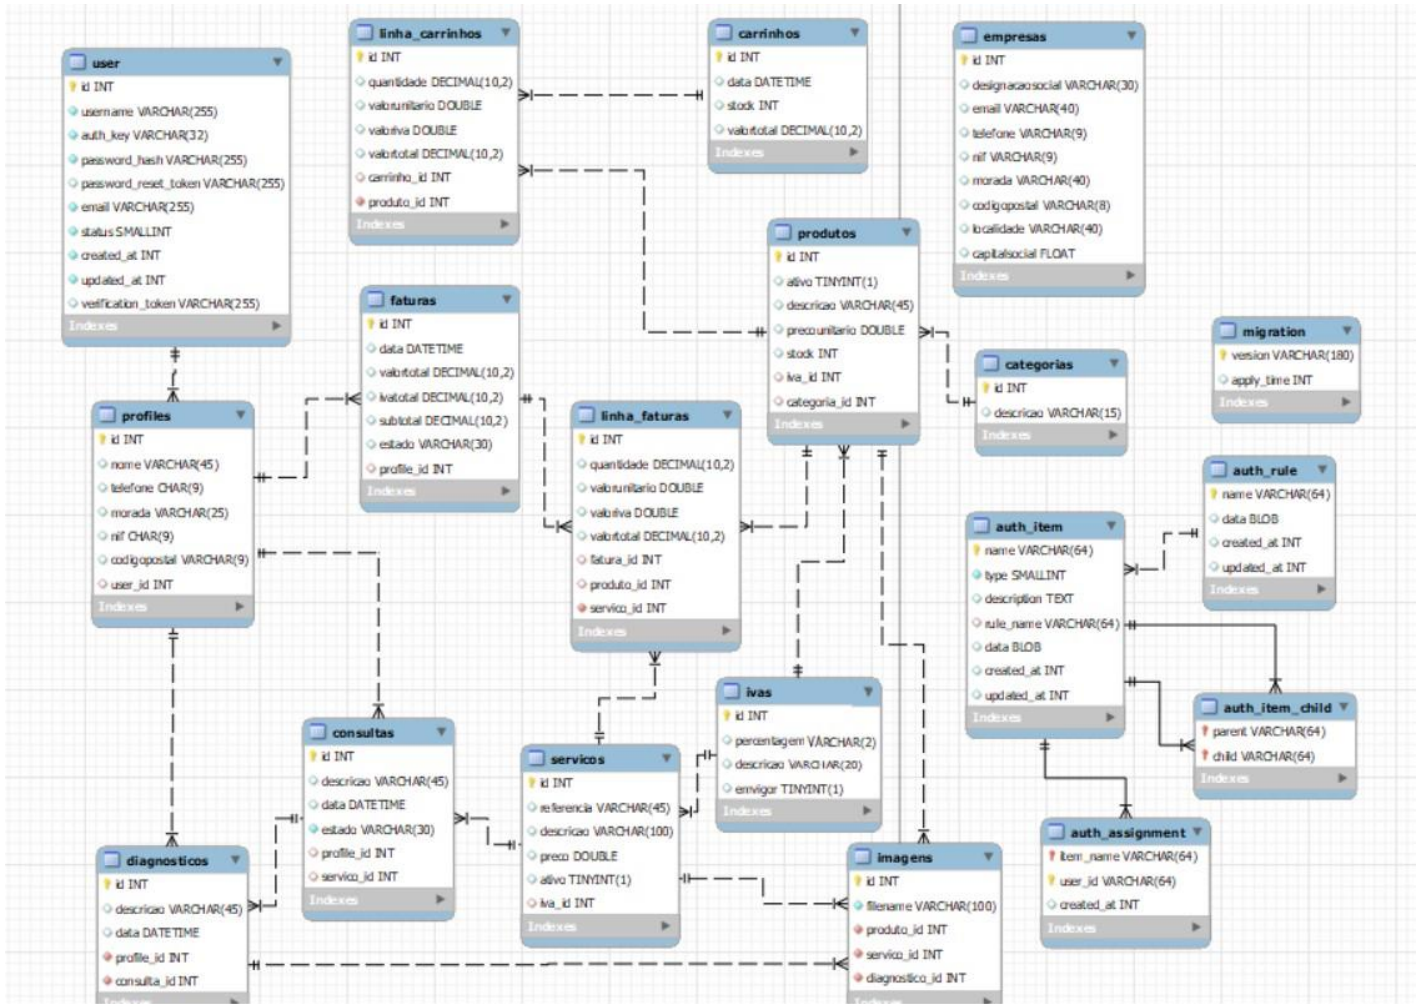 user
id INT
username VARCHAR(255)
auth_key VARCHAR(32)
password_hash VARCHAR(255)
password_reset_token VARCHAR(255)
email VARCHAR(255)
status SMALLINT
created_at INT
updated_at INT
verification_token VARCHAR(255)
Indexes
linha_carrinhos
id INT
quantidade DECIMAL(10,2)
valorunitario DOUBLE
valoriva DOUBLE
valortotal DECIMAL(10,2)
carrinho_id INT
produto_id INT
Indexes
carrinhos
id INT
data DATETIME
stock INT
valortotal DECIMAL(10,2)
Indexes
empresas
id INT
designacaosocial VARCHAR(30)
email VARCHAR(40)
telefone VARCHAR(9)
nif VARCHAR(9)
morada VARCHAR(40)
codigopostal VARCHAR(8)
localidade VARCHAR(40)
capitalsocial FLOAT
Indexes
produtos
id INT
ativo TINYINT(1)
descricao VARCHAR(45)
precounitario DOUBLE
stock INT
iva_id INT
categoria_id INT
Indexes
faturas
id INT
data DATETIME
valortotal DECIMAL(10,2)
ivatotal DECIMAL(10,2)
subtotal DECIMAL(10,2)
estado VARCHAR(30)
profile_id INT
Indexes
categorias
id INT
descricao VARCHAR(15)
Indexes
migration
version VARCHAR(180)
apply_time INT
Indexes
profiles
id INT
nome VARCHAR(45)
telefone CHAR(9)
morada VARCHAR(25)
nif CHAR(9)
codigopostal VARCHAR(9)
user_id INT
Indexes
linha_faturas
id INT
quantidade DECIMAL(10,2)
valorunitario DOUBLE
valoriva DOUBLE
valortotal DECIMAL(10,2)
fatura_id INT
produto_id INT
servico_id INT
Indexes
auth_rule
name VARCHAR(64)
data BLOB
created_at INT
updated_at INT
Indexes
auth_item
name VARCHAR(64)
type SMALLINT
description TEXT
rule_name VARCHAR(64)
data BLOB
created_at INT
updated_at INT
Indexes
ivas
id INT
percentagem VARCHAR(2)
descricao VARCHAR(20)
emvigor TINYINT(1)
Indexes
auth_item_child
parent VARCHAR(64)
child VARCHAR(64)
Indexes
consultas
id INT
descricao VARCHAR(45)
data DATETIME
estado VARCHAR(30)
profile_id INT
servico_id INT
Indexes
servicos
id INT
referencia VARCHAR(45)
descricao VARCHAR(100)
preco DOUBLE
ativo TINYINT(1)
iva_id INT
Indexes
auth_assignment
item_name VARCHAR(64)
user_id VARCHAR(64)
created_at INT
Indexes
diagnosticos
id INT
descricao VARCHAR(45)
data DATETIME
profile_id INT
consulta_id INT
Indexes
imagens
id INT
filename VARCHAR(100)
produto_id INT
servico_id INT
diagnostico_id INT
Indexes